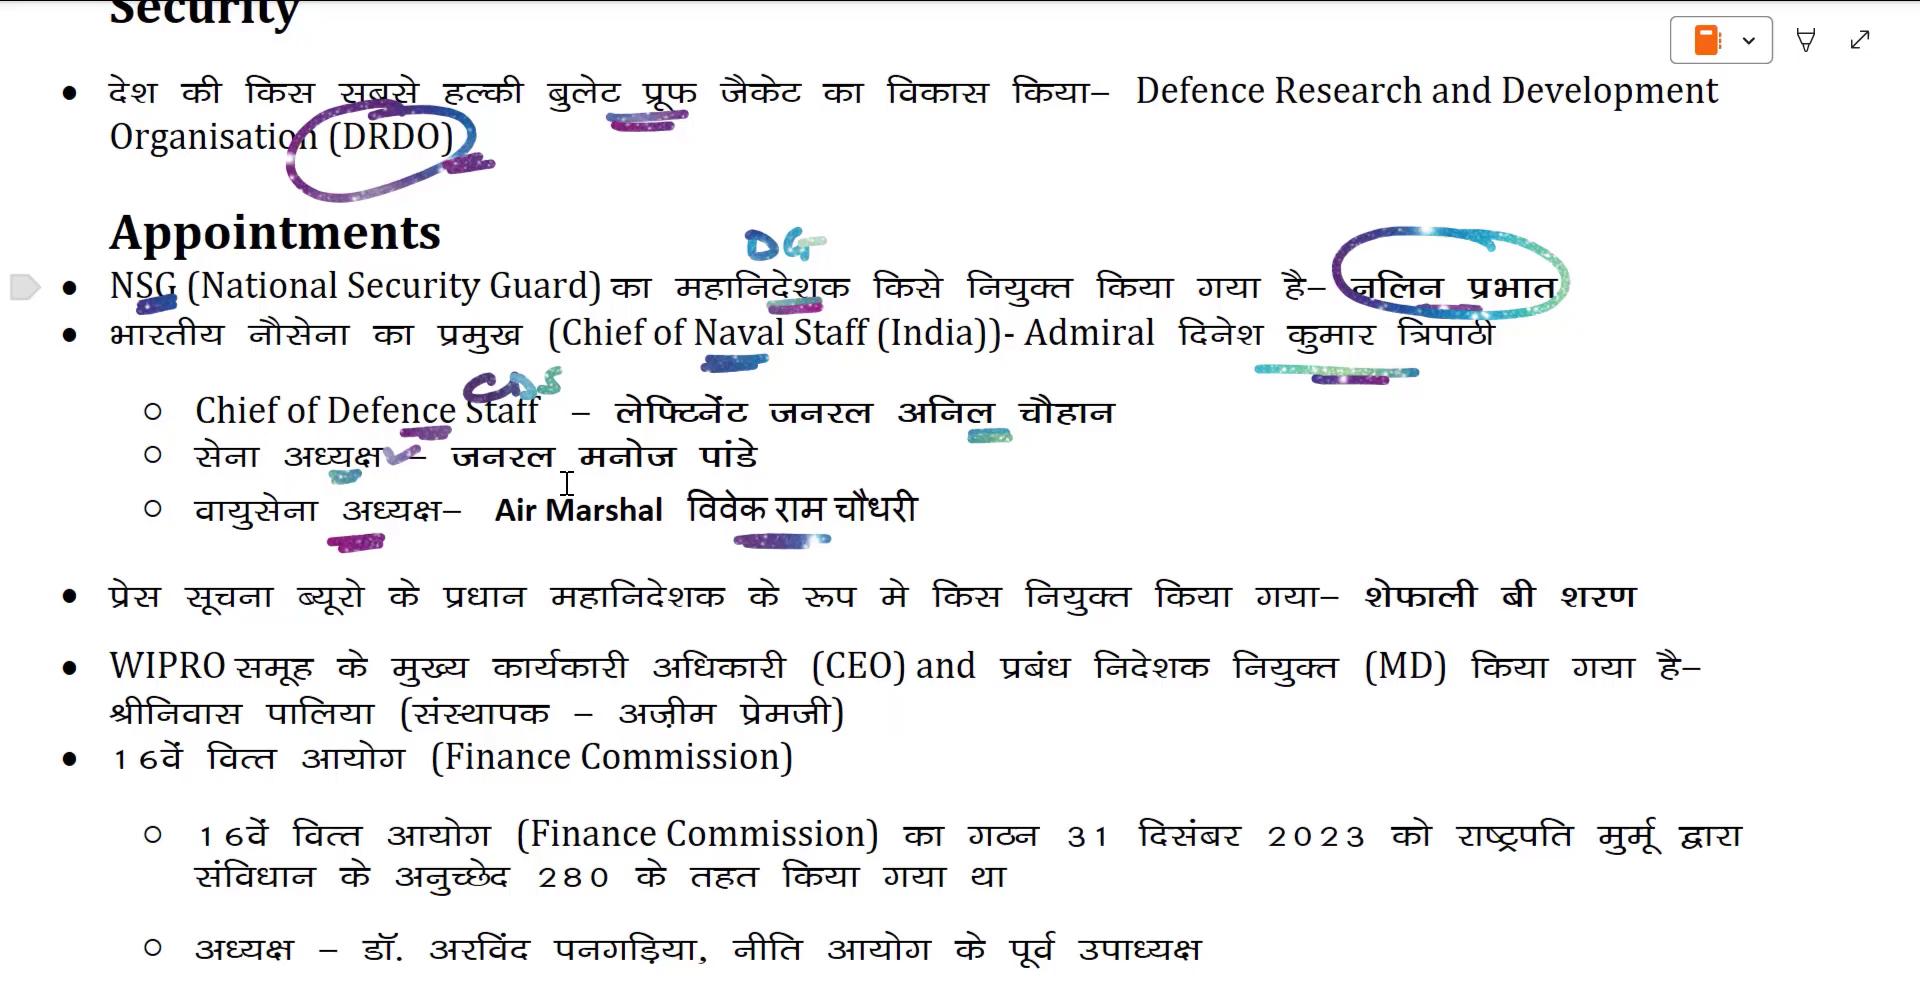 Security
• देश की किस सबसे हल्की बुलेट प्रूफ जैकेट का विकास किया– Defence Research and Development
Organisation (DRDO)
Appointments
DG
• NSG (National Security Guard) का महानिदेशक किसे नियुक्त किया गया है– नलिन प्रभात
• भारतीय नौसेना का प्रमुख (Chief of Naval Staff (India))- Admiral दिनेश कुमार त्रिपाठी
CDS
○ Chief of Defence Staff – लेफ्टिनेंट जनरल अनिल चौहान
○ सेना अध्यक्ष – जनरल मनोज पांडे
○ वायुसेना अध्यक्ष– Air Marshal विवेक राम चौधरी
• प्रेस सूचना ब्यूरो के प्रधान महानिदेशक के रूप मे किस नियुक्त किया गया– शेफाली बी शरण
• WIPRO समूह के मुख्य कार्यकारी अधिकारी (CEO) and प्रबंध निदेशक नियुक्त (MD) किया गया है–
श्रीनिवास पालिया (संस्थापक – अज़ीम प्रेमजी)
• 16वें वित्त आयोग (Finance Commission)
○ 16वें वित्त आयोग (Finance Commission) का गठन 31 दिसंबर 2023 को राष्ट्रपति मुर्मू द्वारा
संविधान के अनुच्छेद 280 के तहत किया गया था
○ अध्यक्ष – डॉ. अरविंद पनगड़िया, नीति आयोग के पूर्व उपाध्यक्ष